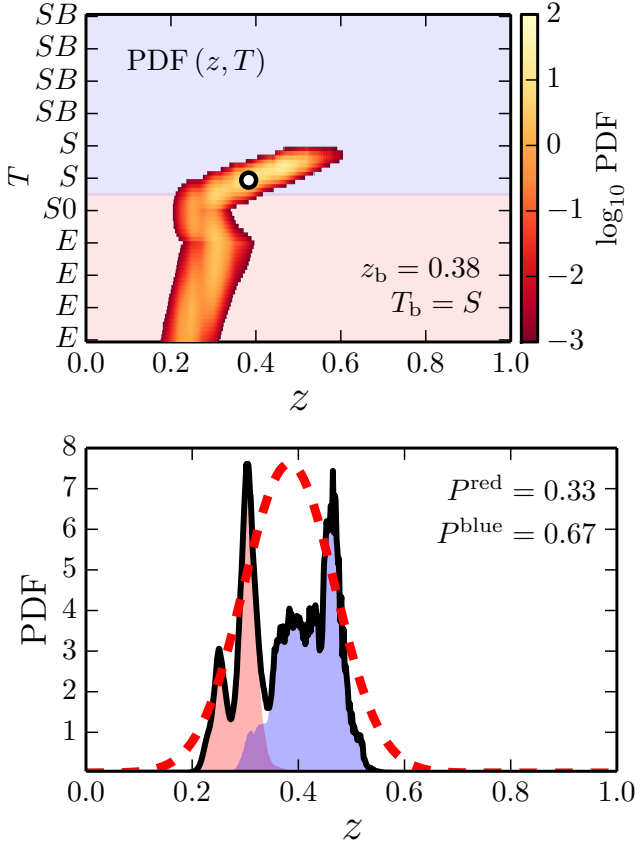 SB
SB
SB
SB
S
S
S0
E
E
E
E
T
PDF (z, T)
z_b = 0.38
T_b = S
0.0 0.2 0.4 0.6 0.8 1.0
z
2
1
0
−1
−2
−3
log₁₀ PDF
8
7
6
5
4
3
2
1
PDF
P^red = 0.33
P^blue = 0.67
0.0 0.2 0.4 0.6 0.8 1.0
z